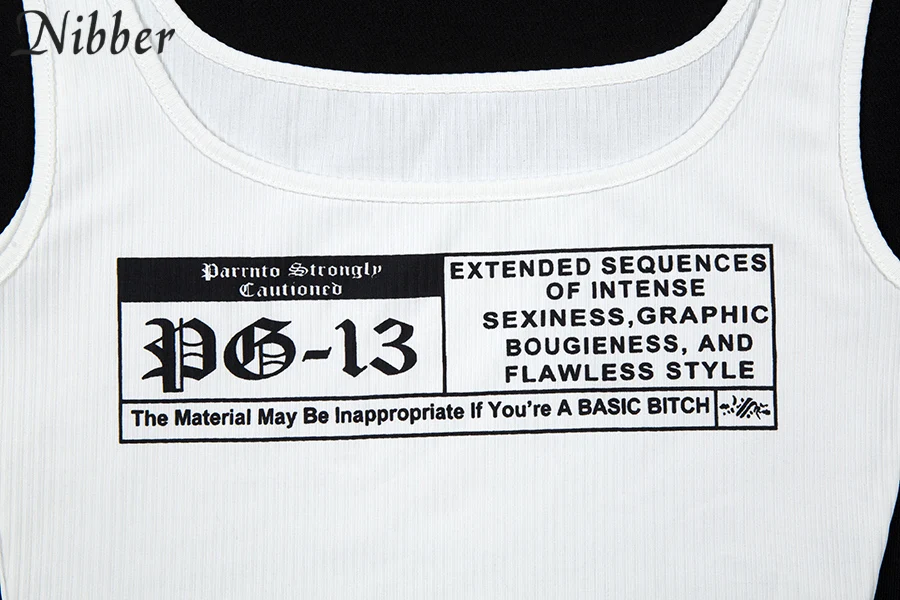 Nibber
Parrnto Strongly
Cautioned
PG-13
EXTENDED SEQUENCES
OF INTENSE
SEXINESS,GRAPHIC
BOUGIENESS, AND
FLAWLESS STYLE
The Material May Be Inappropriate If You're A BASIC BITCH